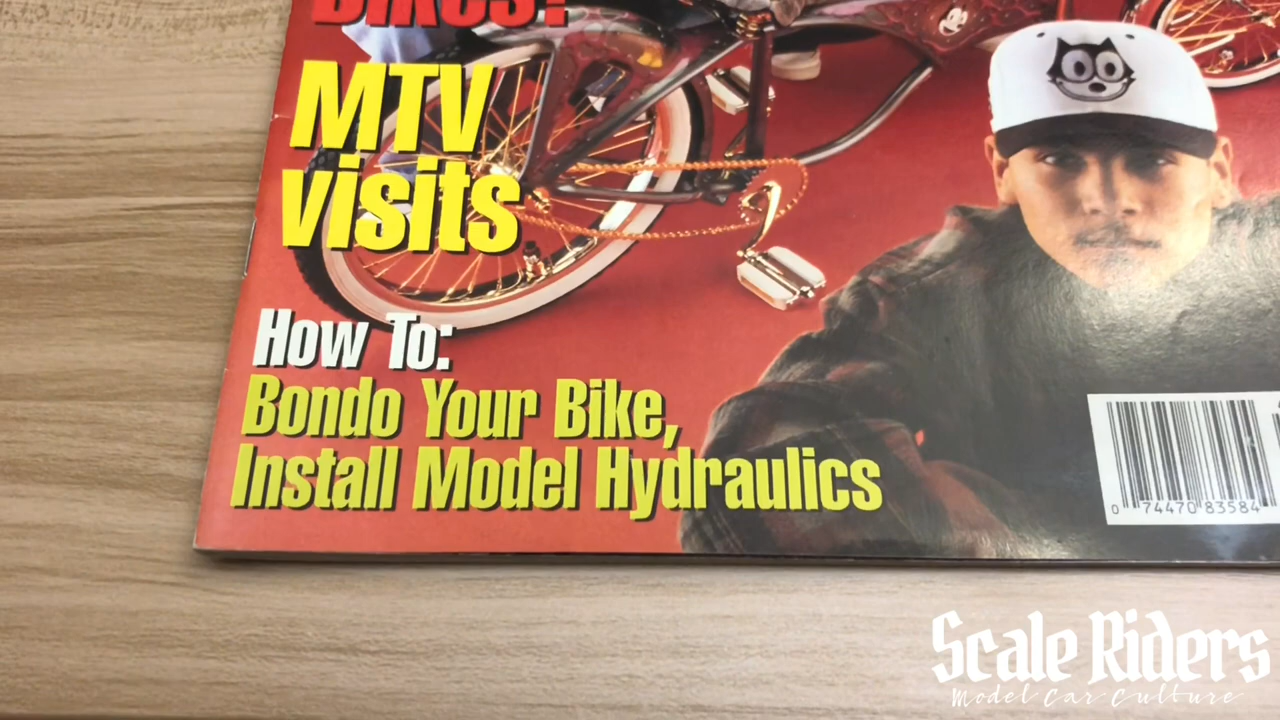 Bikes!
MTV
visits
How To:
Bondo Your Bike,
Install Model Hydraulics
0 74470 83584
Scale Riders
Model Car Culture